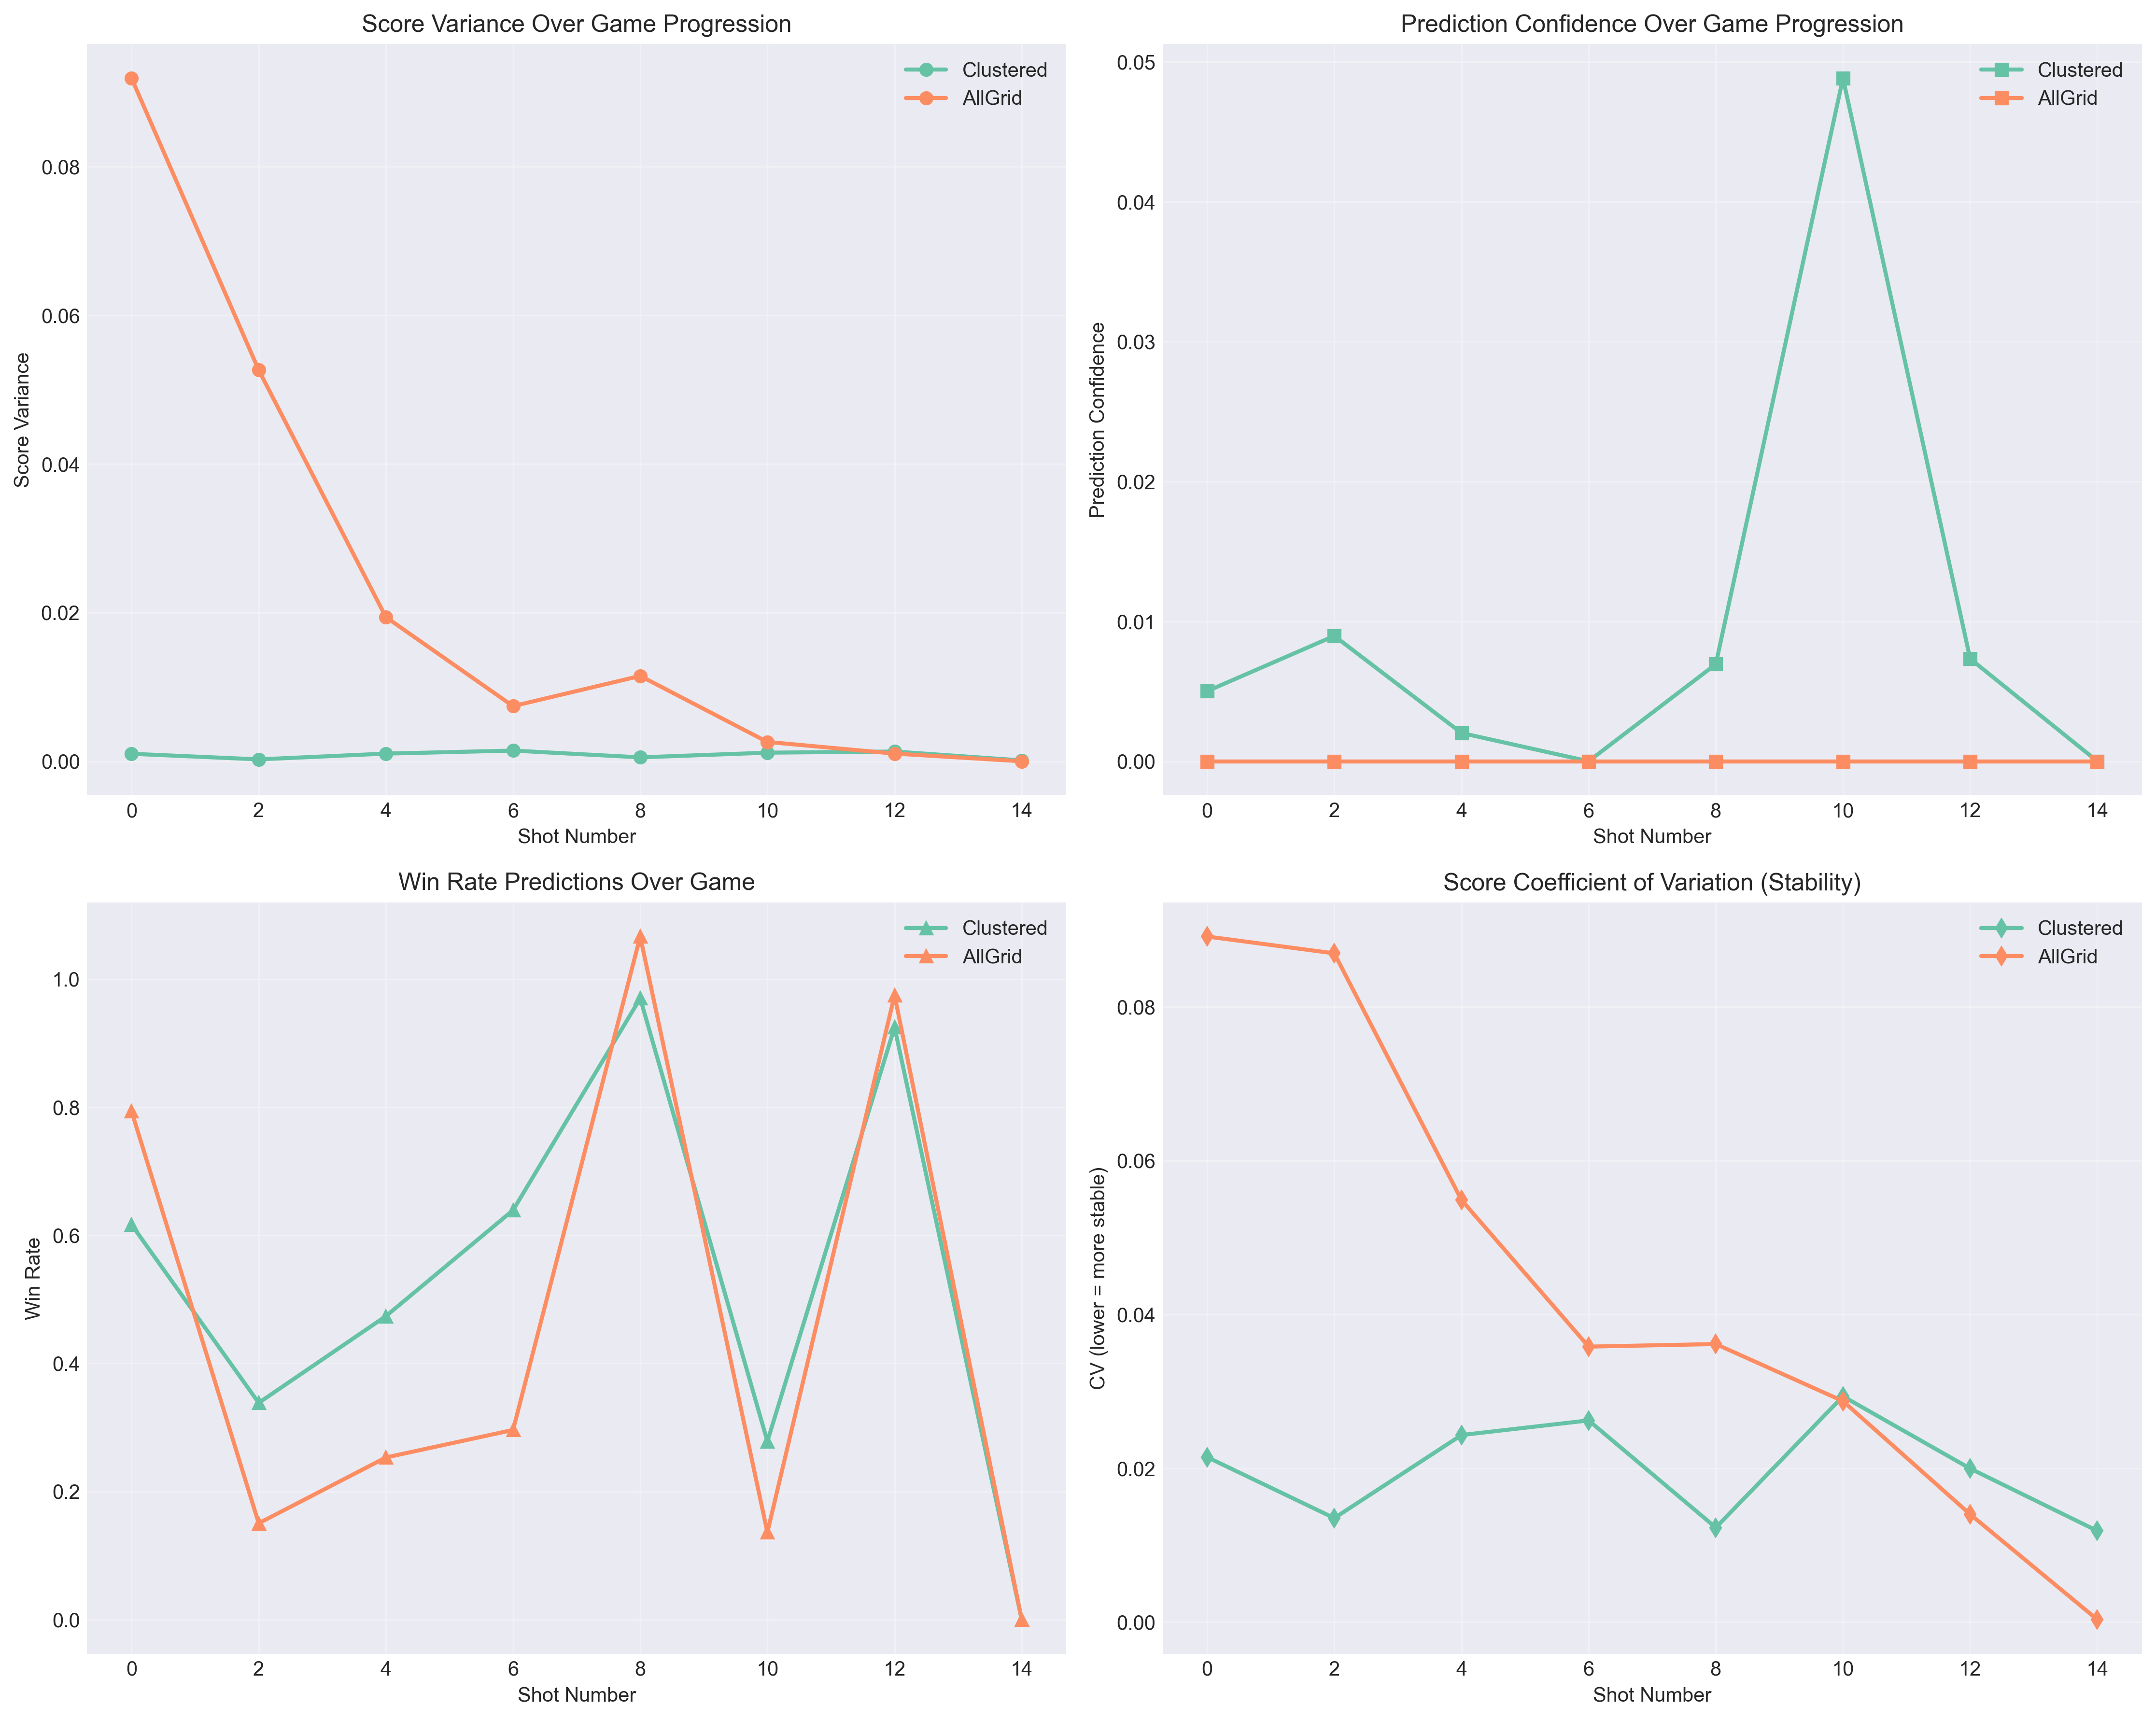 Score Variance Over Game Progression
Clustered
AllGrid
0.08
0.06
0.04
0.02
0.00
Score Variance
0 2 4 6 8 10 12 14
Shot Number
Prediction Confidence Over Game Progression
Clustered
AllGrid
0.05
0.04
0.03
0.02
0.01
0.00
Prediction Confidence
0 2 4 6 8 10 12 14
Shot Number
Win Rate Predictions Over Game
Clustered
AllGrid
1.0
0.8
0.6
0.4
0.2
0.0
Win Rate
0 2 4 6 8 10 12 14
Shot Number
Score Coefficient of Variation (Stability)
Clustered
AllGrid
0.08
0.06
0.04
0.02
0.00
CV (lower = more stable)
0 2 4 6 8 10 12 14
Shot Number